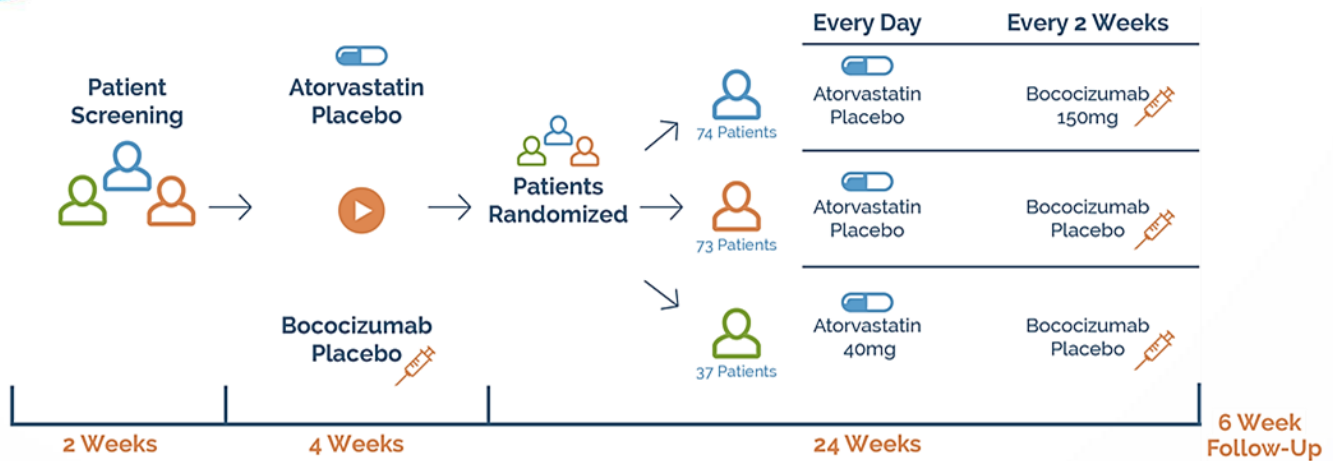 Patient
Screening
Atorvastatin
Placebo
Bococizumab
Placebo
Patients
Randomized
74 Patients
73 Patients
37 Patients
Every Day
Every 2 Weeks
Atorvastatin
Placebo
Bococizumab
150mg
Atorvastatin
Placebo
Bococizumab
Placebo
Atorvastatin
40mg
Bococizumab
Placebo
2 Weeks
4 Weeks
24 Weeks
6 Week
Follow-Up